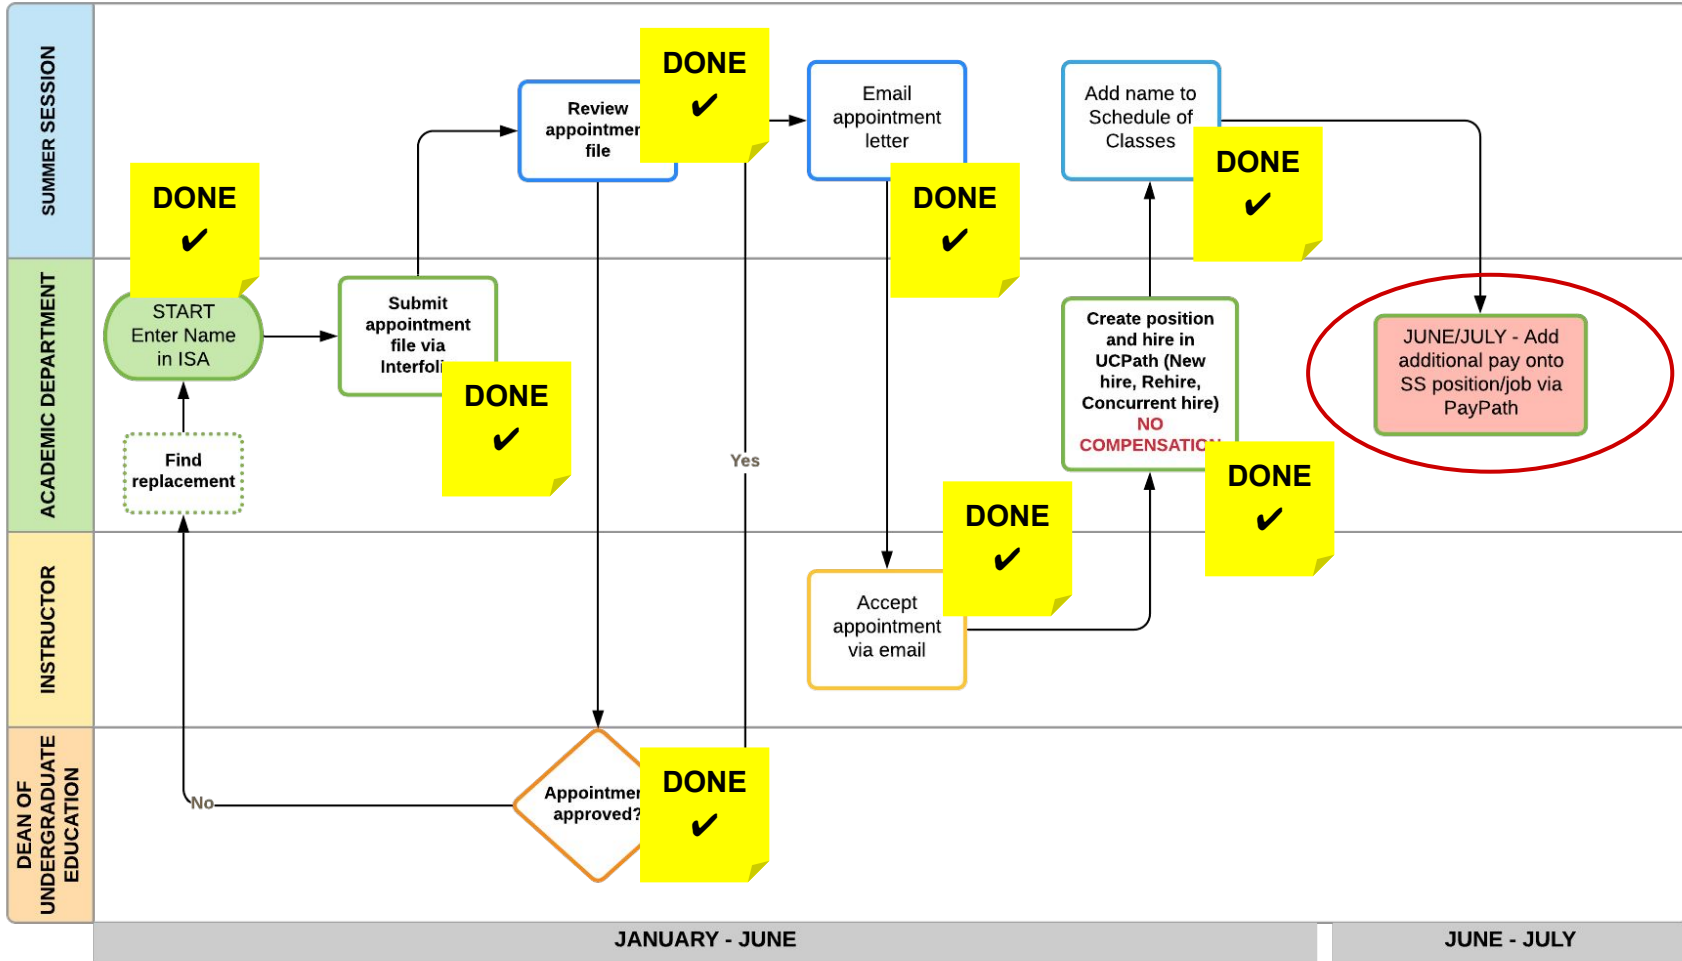 SUMMER SESSION
DONE
✔
START
Enter Name
in ISA
Find
replacement
Submit
appointment
file via
DONE
✔
Review
file
DONE
✔
Email
appointment
letter
DONE
✔
Add name to
Schedule of
Classes
DONE
✔
ACADEMIC DEPARTMENT
Create position
and hire in
UCPath (New
hire, Rehire,
Concurrent hire)
NO
DONE
✔
JUNE/JULY - Add
additional pay onto
SS position/job via
PayPath
INSTRUCTOR
Yes
Accept
appointment
via email
DONE
✔
DEAN OF
UNDERGRADUATE
EDUCATION
No
approved?
DONE
✔
JANUARY - JUNE
JUNE - JULY